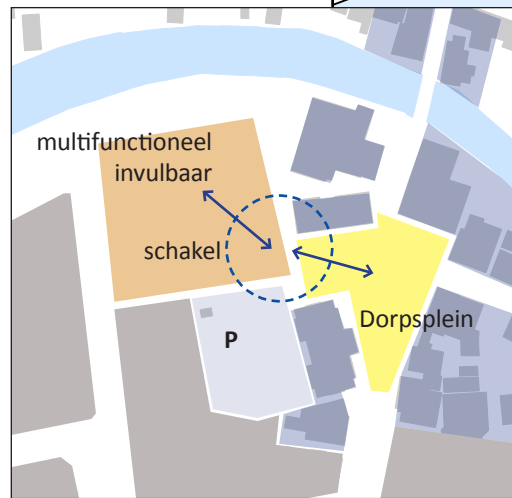 multifunctioneel
invulbaar
schakel
Dorpsplein
P